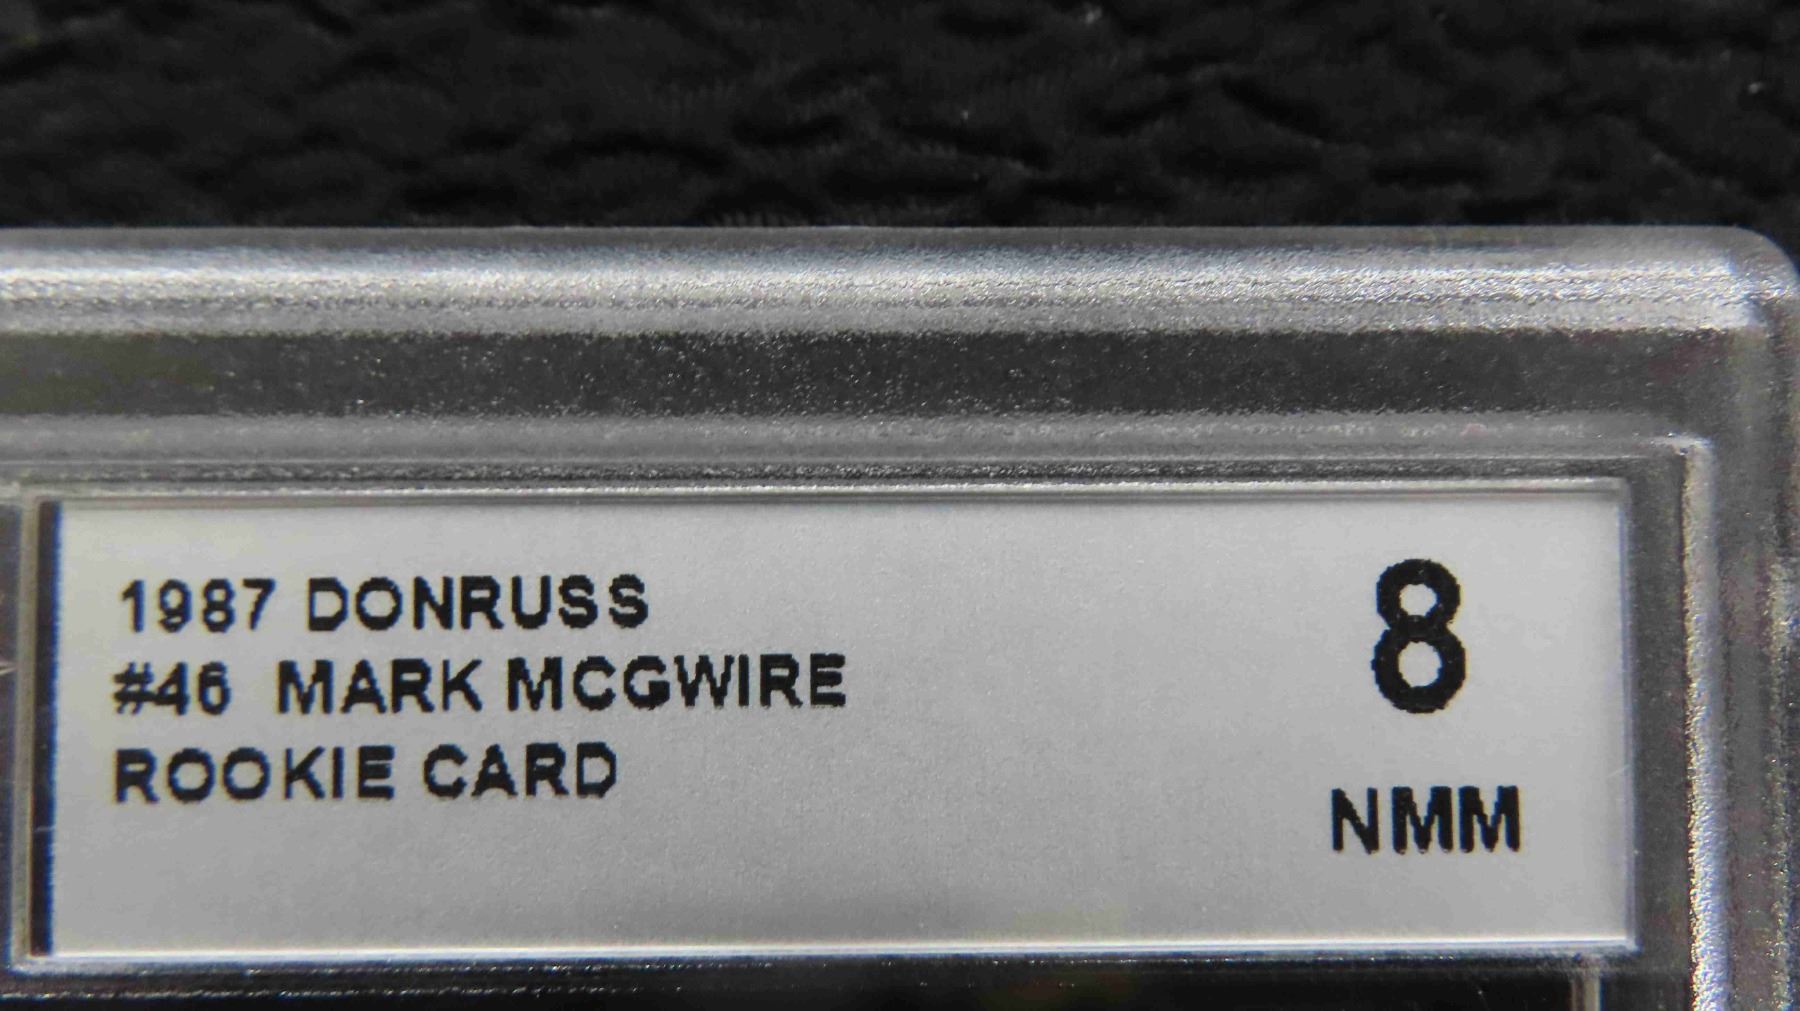 1987 DONRUSS
#46 MARK MCGWIRE
ROOKIE CARD
8
NMM